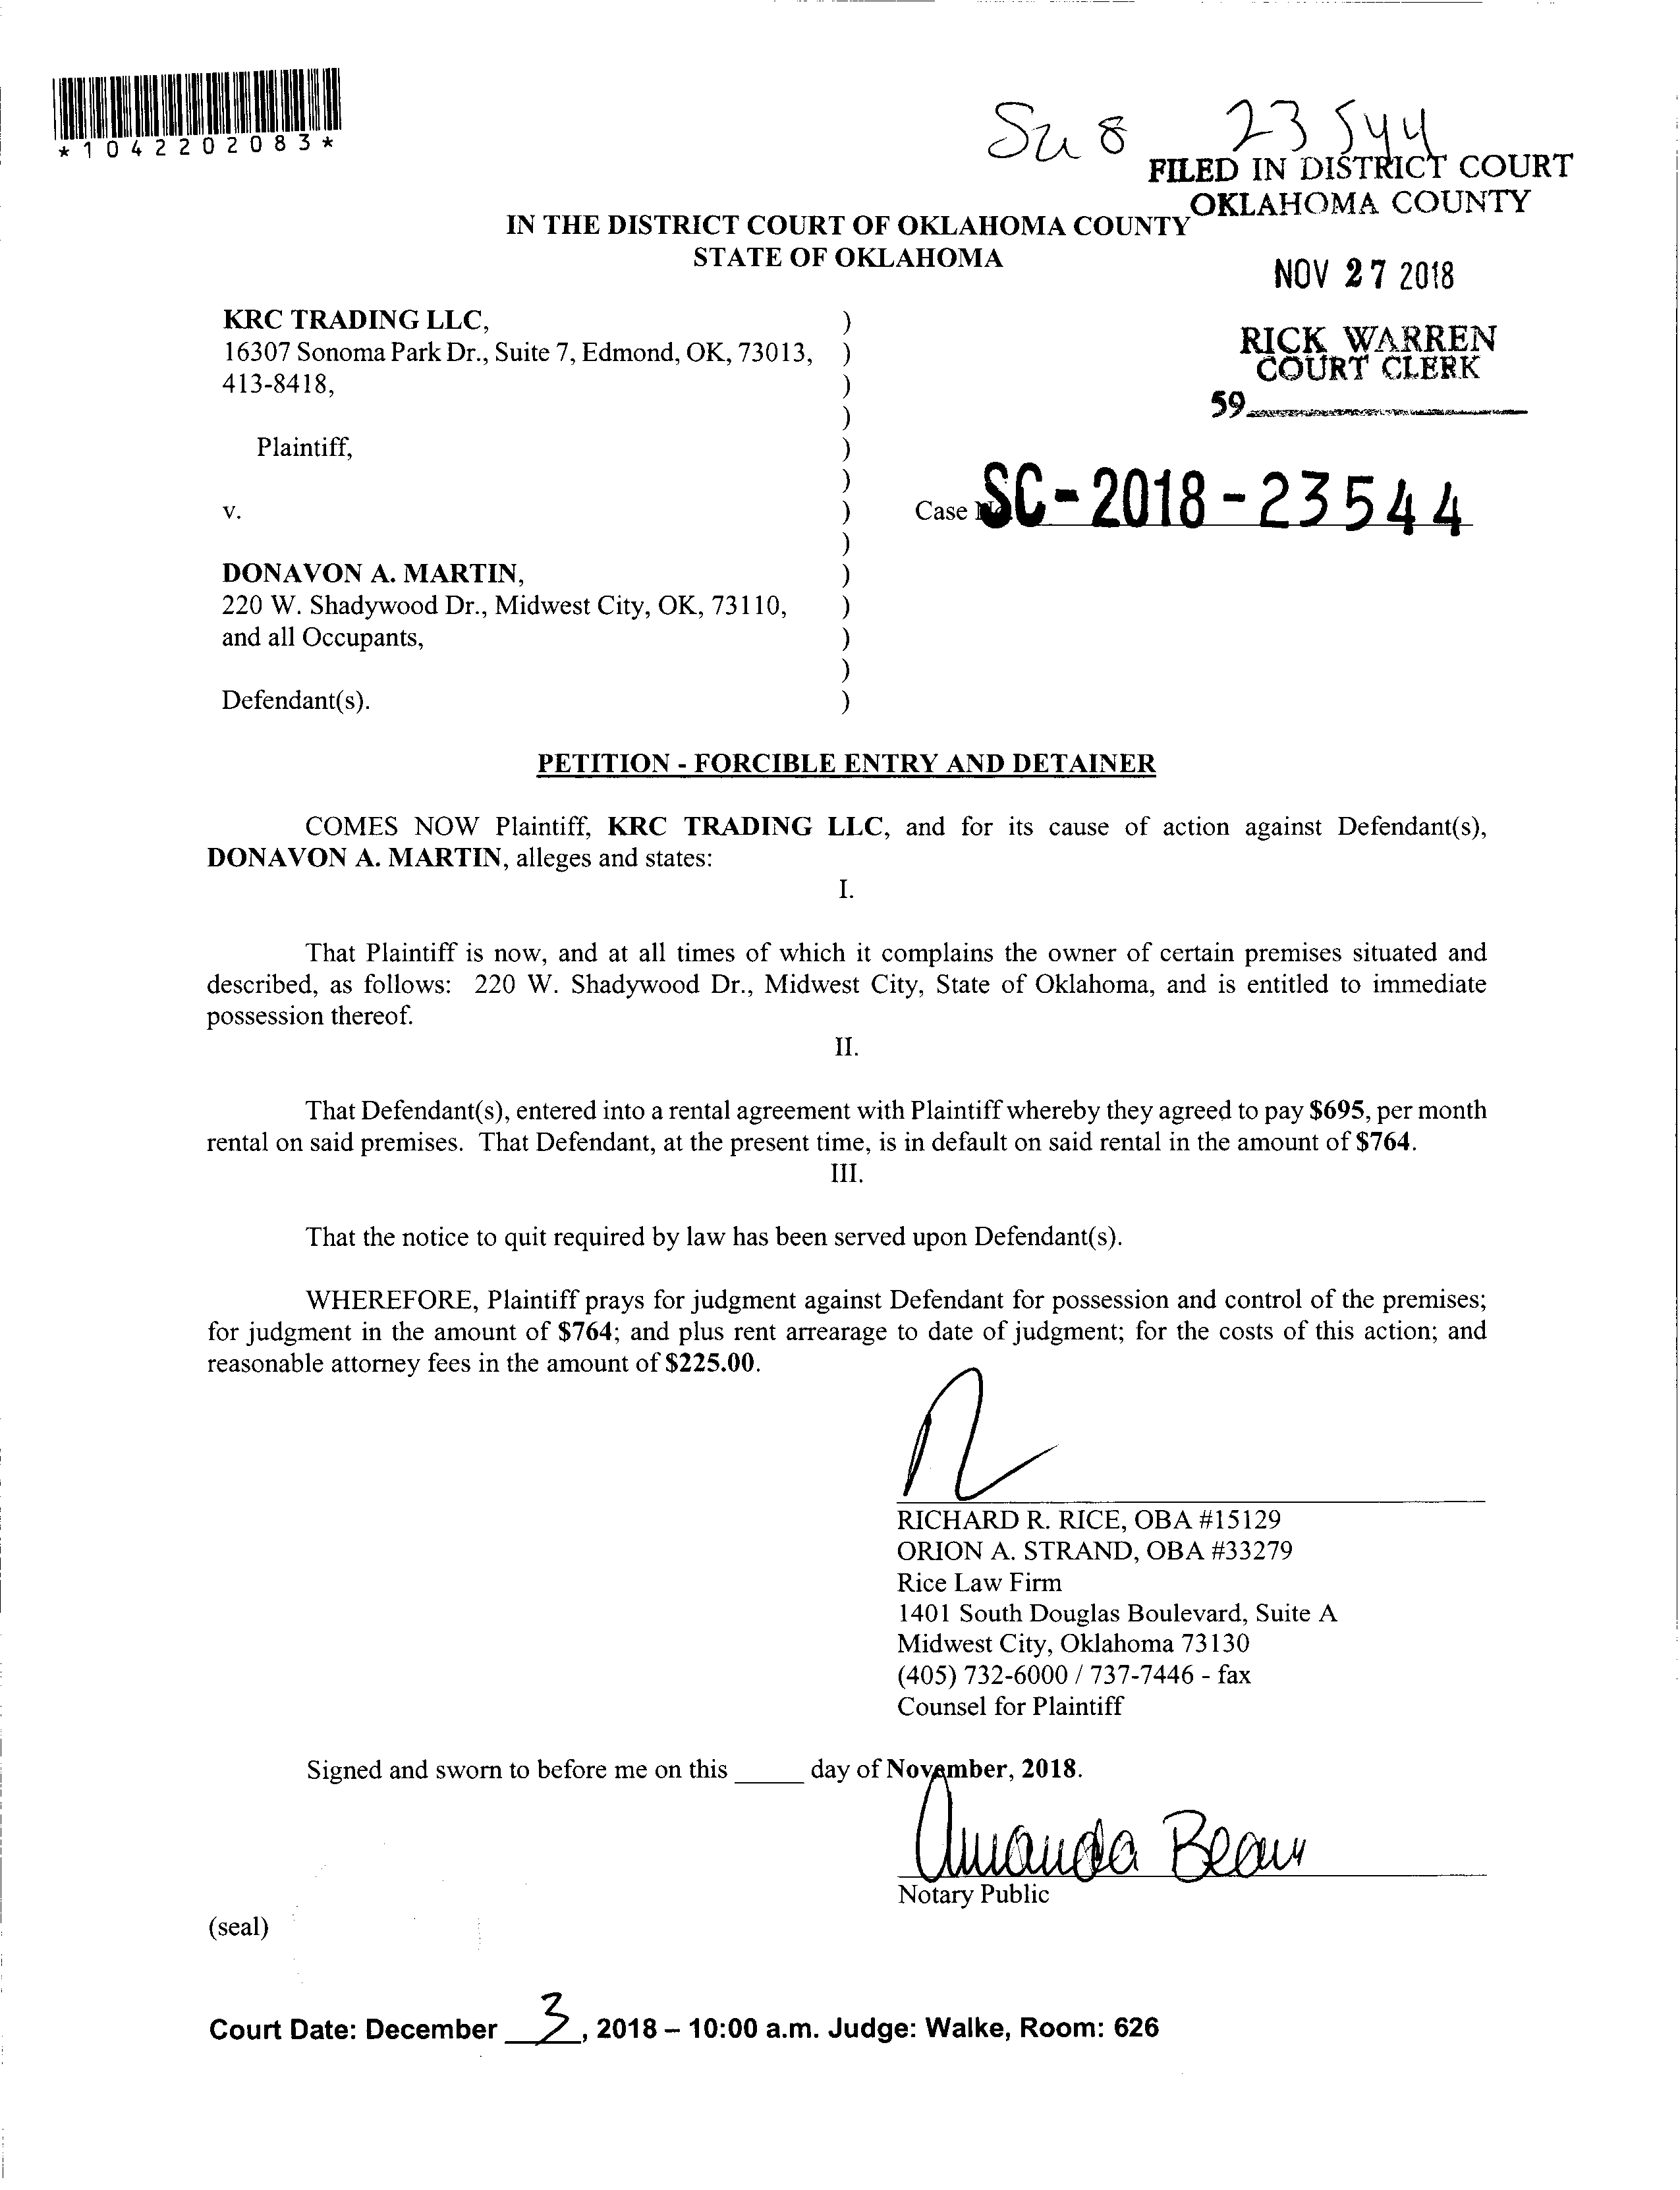 *1042202083*
23544
FILED IN DISTRICT COURT
OKLAHOMA COUNTY
IN THE DISTRICT COURT OF OKLAHOMA COUNTY
STATE OF OKLAHOMA
NOV 27 2018
RICK WARREN
COURT CLERK
59
KRC TRADING LLC, )
16307 Sonoma Park Dr., Suite 7, Edmond, OK, 73013, )
413-8418, )
)
Plaintiff, )
)
v. ) Case No. SC-2018-23544
)
DONAVON A. MARTIN, )
220 W. Shadywood Dr., Midwest City, OK, 73110, )
and all Occupants, )
)
Defendant(s). )
PETITION - FORCIBLE ENTRY AND DETAINER
COMES NOW Plaintiff, KRC TRADING LLC, and for its cause of action against Defendant(s),
DONAVON A. MARTIN, alleges and states:
I.
That Plaintiff is now, and at all times of which it complains the owner of certain premises situated and
described, as follows: 220 W. Shadywood Dr., Midwest City, State of Oklahoma, and is entitled to immediate
possession thereof.
II.
That Defendant(s), entered into a rental agreement with Plaintiff whereby they agreed to pay $695, per month
rental on said premises. That Defendant, at the present time, is in default on said rental in the amount of $764.
III.
That the notice to quit required by law has been served upon Defendant(s).
WHEREFORE, Plaintiff prays for judgment against Defendant for possession and control of the premises;
for judgment in the amount of $764; and plus rent arrearage to date of judgment; for the costs of this action; and
reasonable attorney fees in the amount of $225.00.
RICHARD R. RICE, OBA #15129
ORION A. STRAND, OBA #33279
Rice Law Firm
1401 South Douglas Boulevard, Suite A
Midwest City, Oklahoma 73130
(405) 732-6000 / 737-7446 - fax
Counsel for Plaintiff
Signed and sworn to before me on this _____ day of November, 2018.
Amanda Beam
Notary Public
(seal)
Court Date: December 3, 2018 – 10:00 a.m. Judge: Walke, Room: 626